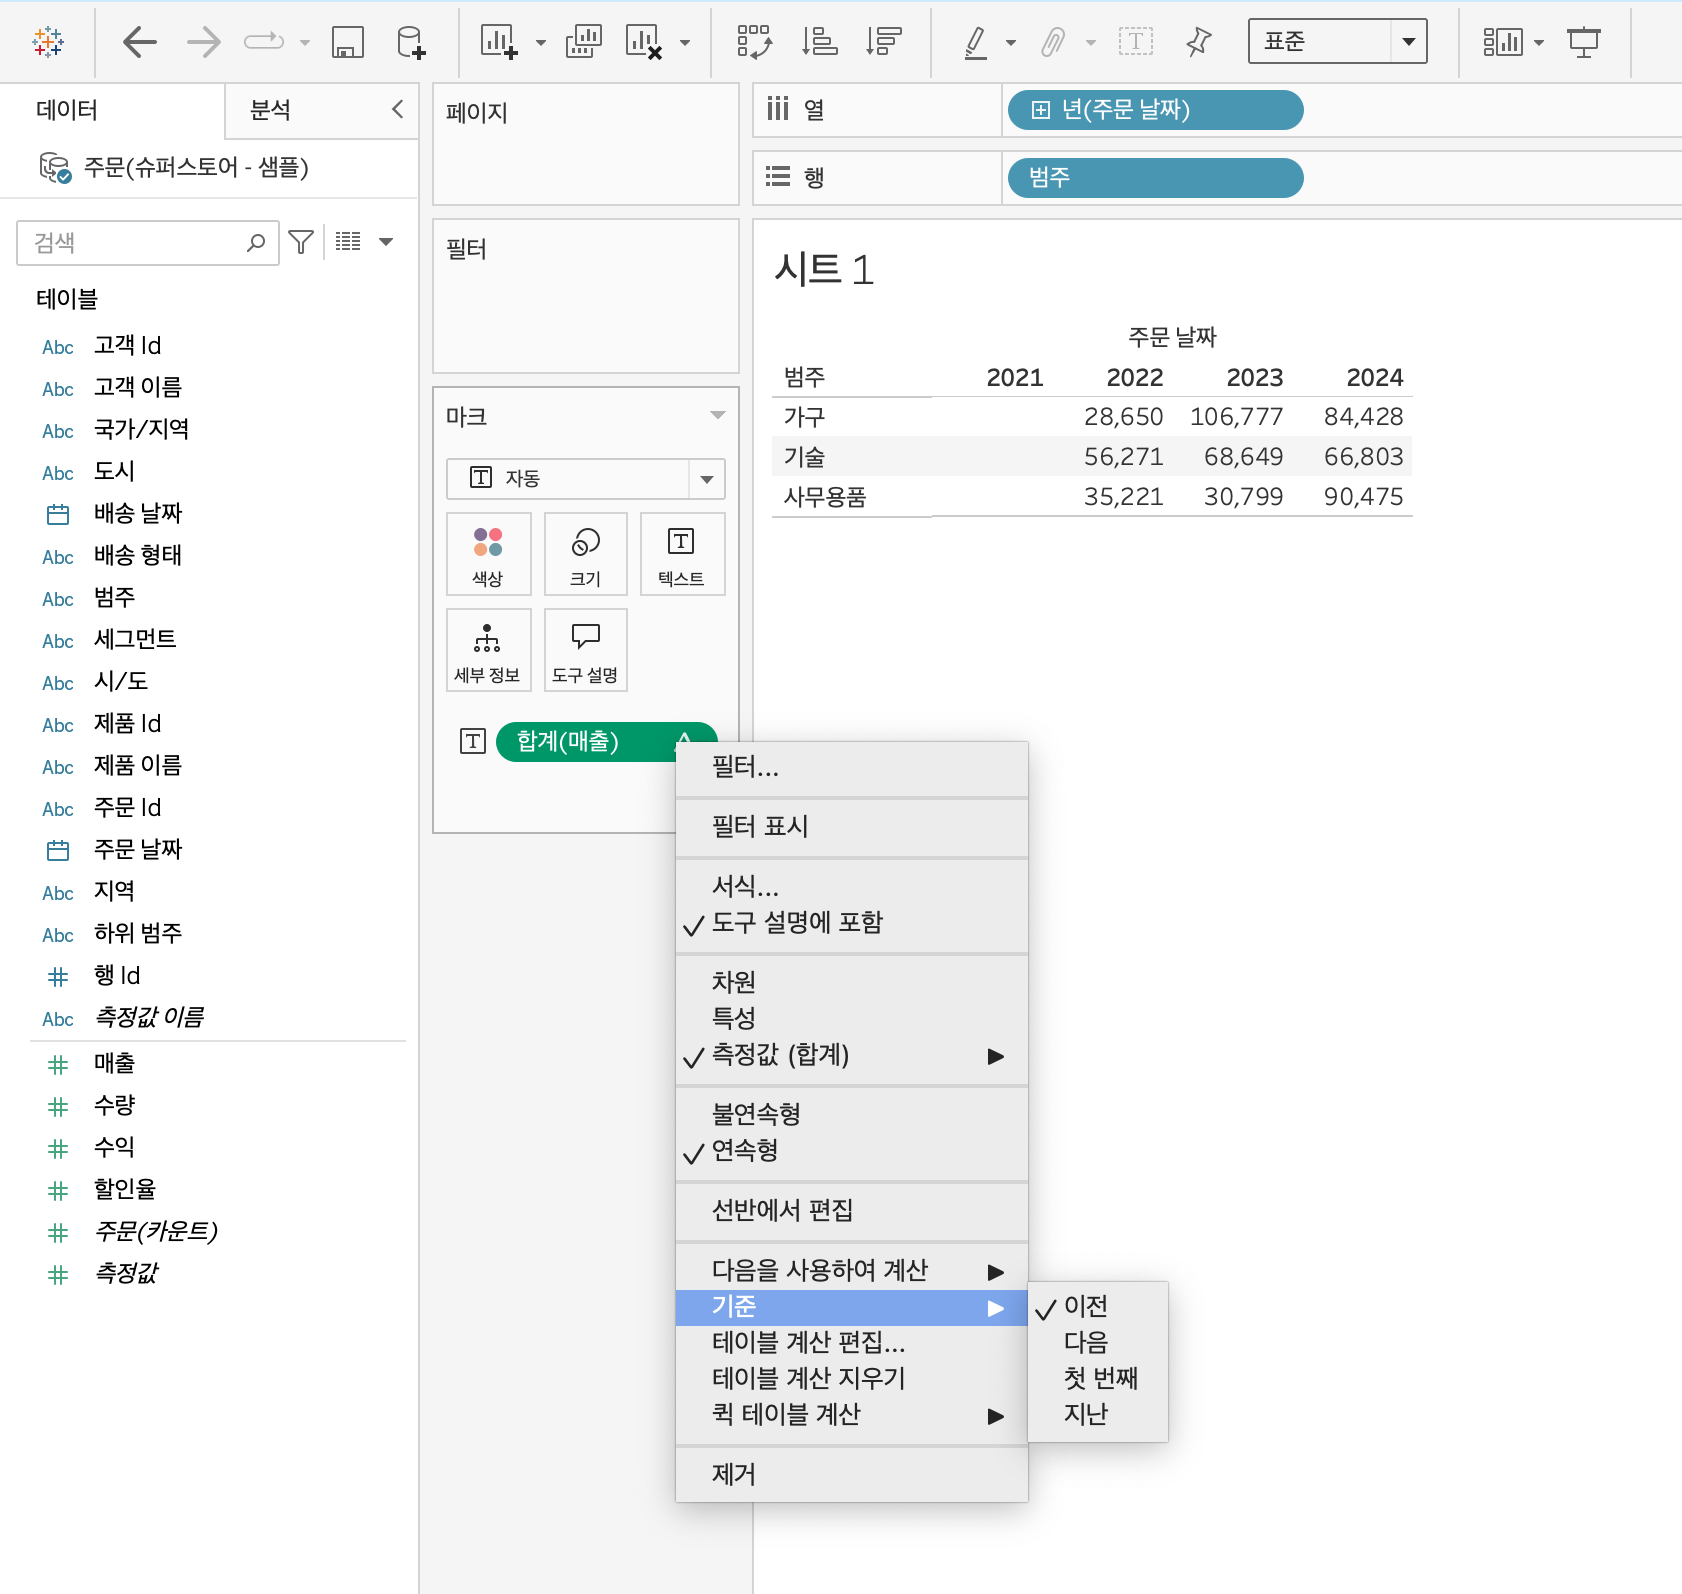 표준
데이터
분석
주문(슈퍼스토어 - 샘플)
검색
테이블
Abc 고객 Id
Abc 고객 이름
Abc 국가/지역
Abc 도시
배송 날짜
Abc 배송 형태
Abc 범주
Abc 세그먼트
Abc 시/도
Abc 제품 Id
Abc 제품 이름
Abc 주문 Id
주문 날짜
Abc 지역
Abc 하위 범주
행 Id
Abc 측정값 이름
매출
수량
수익
할인율
주문(카운트)
측정값
페이지
필터
마크
T 자동
색상
크기
T 텍스트
세부 정보
도구 설명
T 합계(매출)
열 년(주문 날짜)
행 범주
시트 1
주문 날짜
범주 2021 2022 2023 2024
가구 28,650 106,777 84,428
기술 56,271 68,649 66,803
사무용품 35,221 30,799 90,475
필터...
필터 표시
서식...
도구 설명에 포함
차원
특성
측정값 (합계)
불연속형
연속형
선반에서 편집
다음을 사용하여 계산
기준
테이블 계산 편집...
테이블 계산 지우기
퀵 테이블 계산
제거
이전
다음
첫 번째
지난